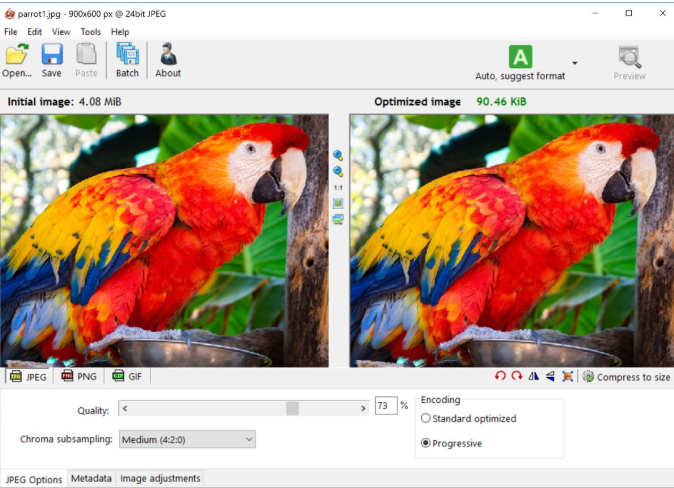 parrot1.jpg - 900x600 px @ 24bit JPEG
File Edit View Tools Help
Open... Save Paste Batch About Auto, suggest format Preview
A
Initial image: 4.08 MiB Optimized image 90.46 KiB
1:1
JPEG PNG GIF Compress to size
Quality: 73 % Encoding
Standard optimized
Chroma subsampling: Medium (4:2:0)
Progressive
JPEG Options Metadata Image adjustments